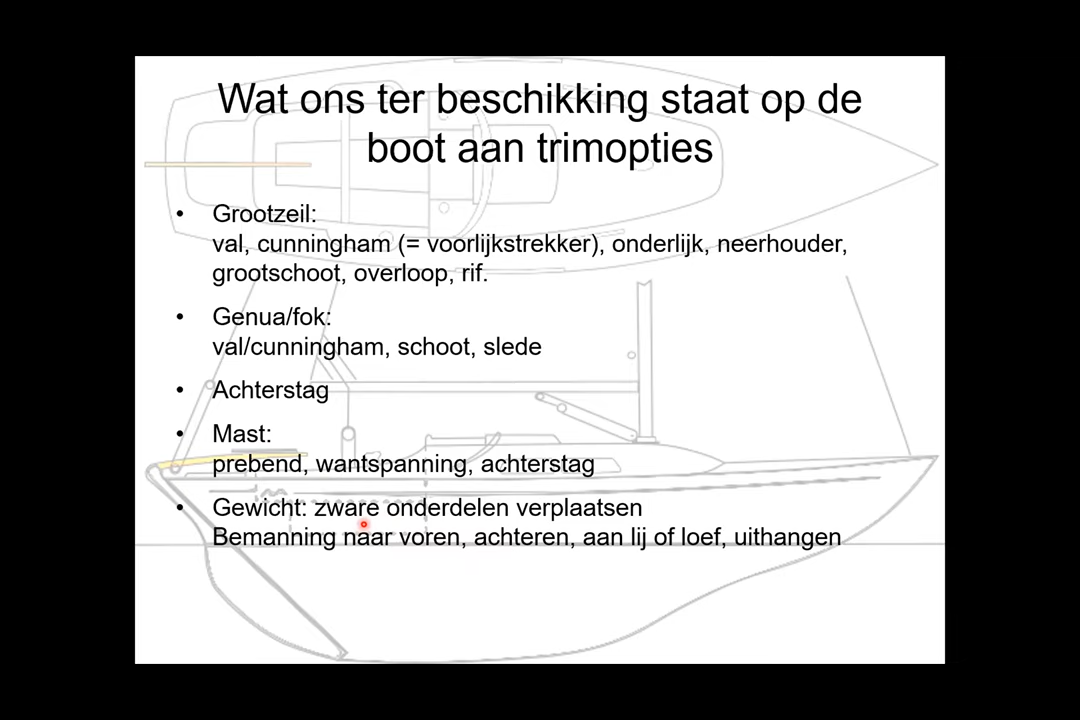 Wat ons ter beschikking staat op de
boot aan trimopties
• Grootzeil:
val, cunningham (= voorlijkstrekker), onderlijk, neerhouder,
grootschoot, overloop, rif.
• Genua/fok:
val/cunningham, schoot, slede
• Achterstag
• Mast:
prebend, wantspanning, achterstag
• Gewicht: zware onderdelen verplaatsen
Bemanning naar voren, achteren, aan lij of loef, uithangen